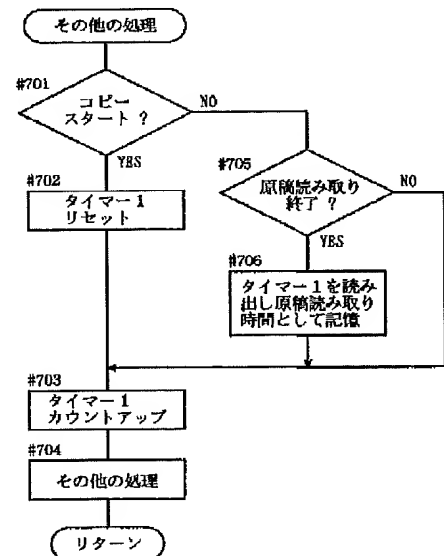 その他の処理
#701
コピー
スタート ?
NO
YES
#702
タイマー1
リセット
#705
原稿読み取り
終了 ?
NO
YES
#706
タイマー1を読み
出し原稿読み取り
時間として記憶
#703
タイマー1
カウントアップ
#704
その他の処理
リターン